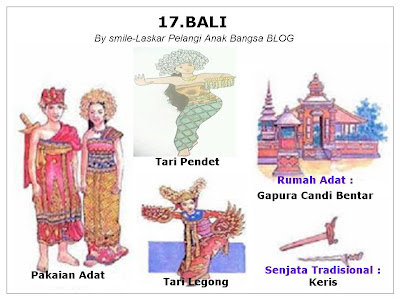 17.BALI
By smile-Laskar Pelangi Anak Bangsa BLOG
Tari Pendet
Rumah Adat :
Gapura Candi Bentar
Pakaian Adat
Tari Legong
Senjata Tradisional :
Keris